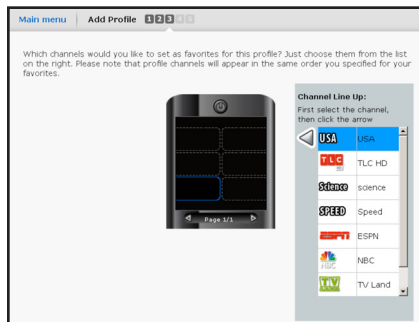 Main menu Add Profile 1 2 3 4 5
Which channels would you like to set as favorites for this profile? Just choose them from the list
on the right. Please note that profile channels will appear in the same order you specified for your
favorites.
Channel Line Up:
First select the channel,
then click the arrow
USA USA
TLC TLC HD
Science science
SPEED Speed
ESPN ESPN
NBC NBC
TV TV Land
Page 1/1